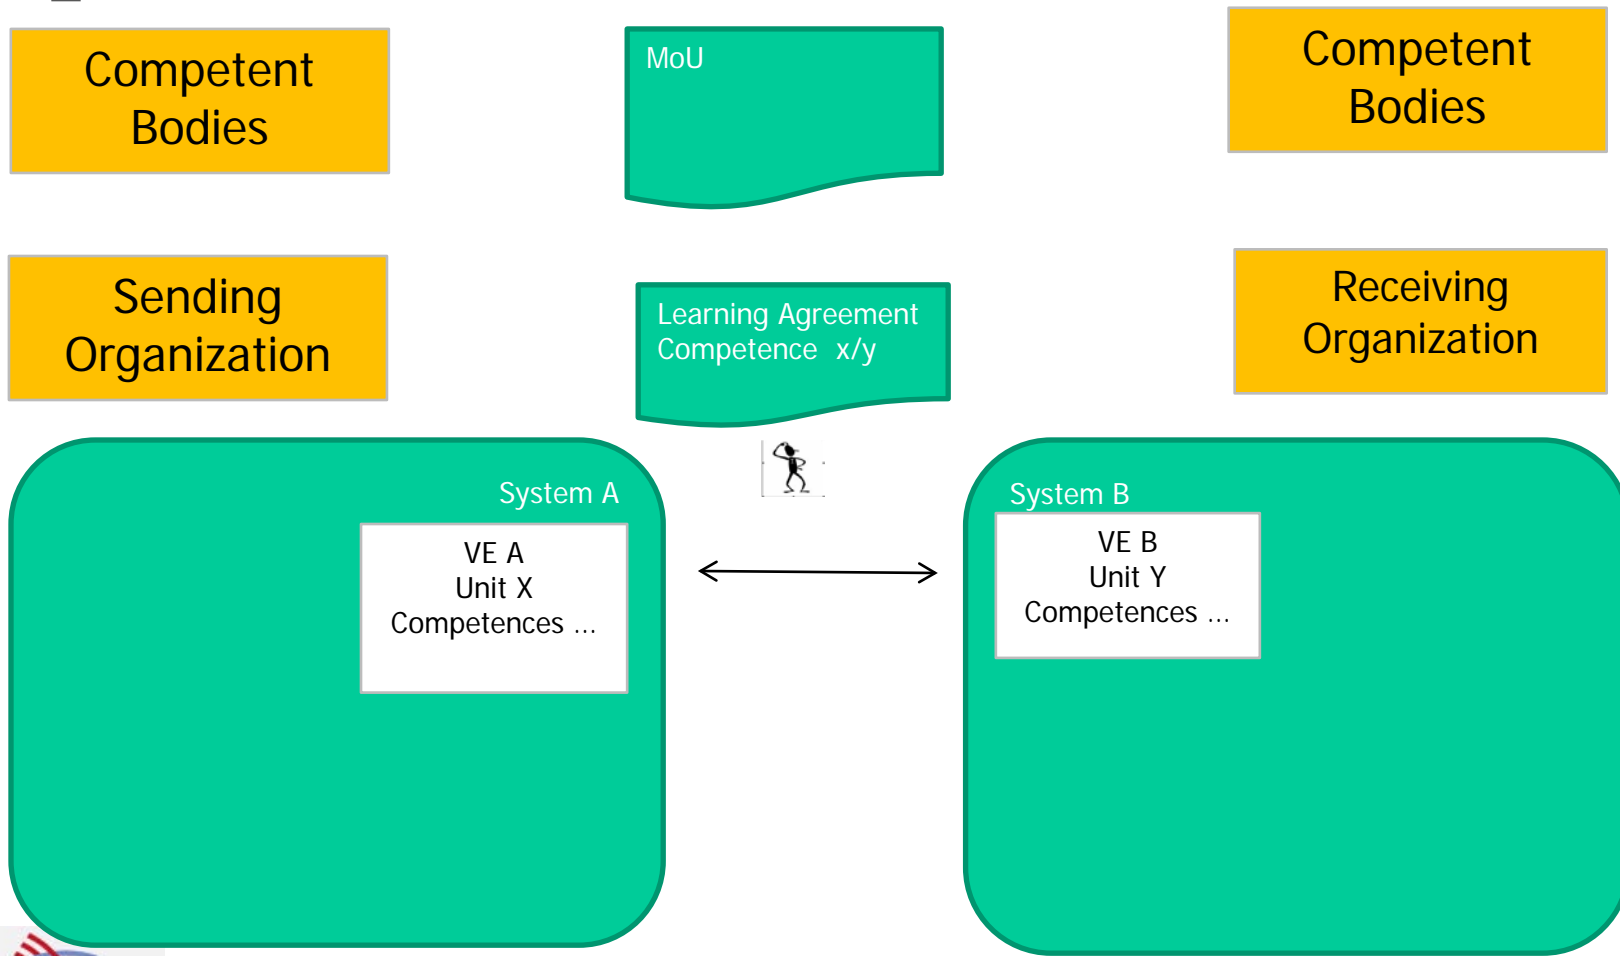 Competent
Bodies
MoU
Competent
Bodies
Sending
Organization
Learning Agreement
Competence x/y
Receiving
Organization
System A
VE A
Unit X
Competences ...
System B
VE B
Unit Y
Competences ...